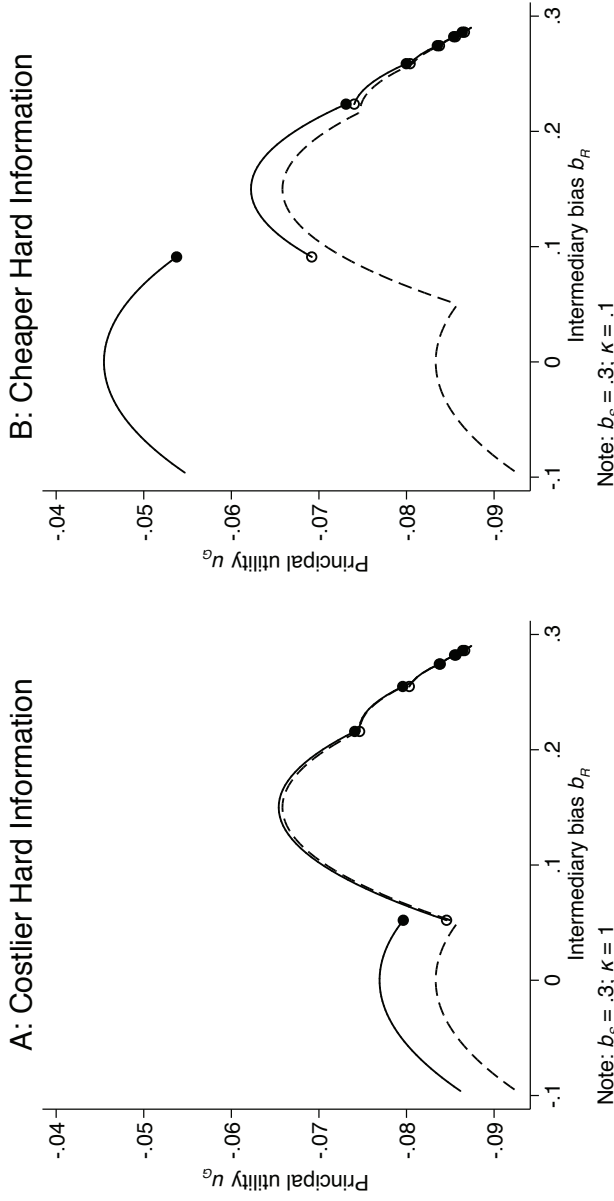 A: Costlier Hard Information
Principal utility u_G
-.04
-.05
-.06
-.07
-.08
-.09
-.1
0
.1
.2
.3
Intermediary bias b_R
Note: b_S = .3; κ = 1
B: Cheaper Hard Information
Principal utility u_G
-.04
-.05
-.06
-.07
-.08
-.09
-.1
0
.1
.2
.3
Intermediary bias b_R
Note: b_S = .3; κ = .1